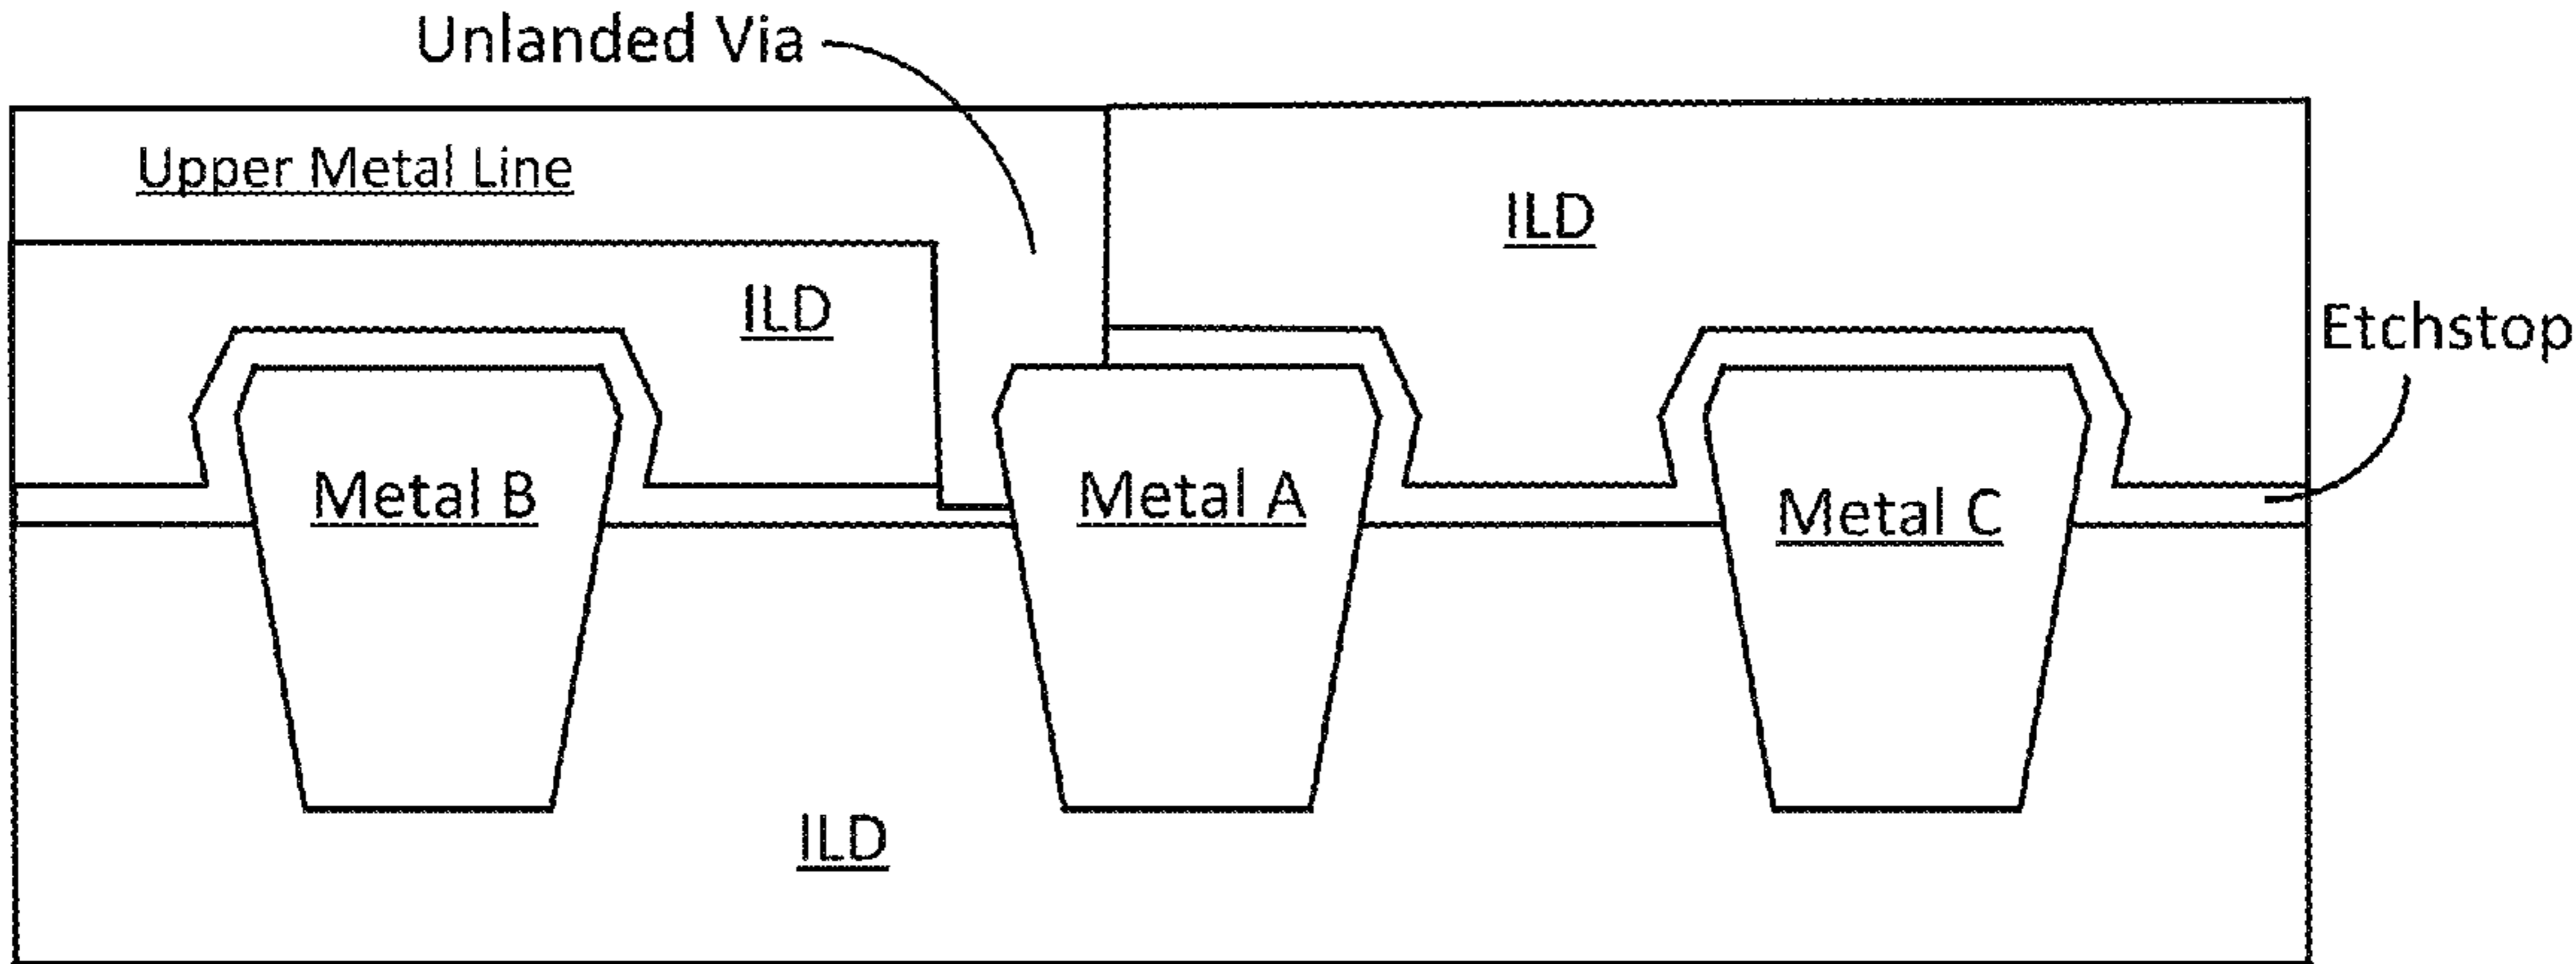 Unlanded Via
Upper Metal Line
ILD
ILD
Etchstop
Metal B
Metal A
Metal C
ILD